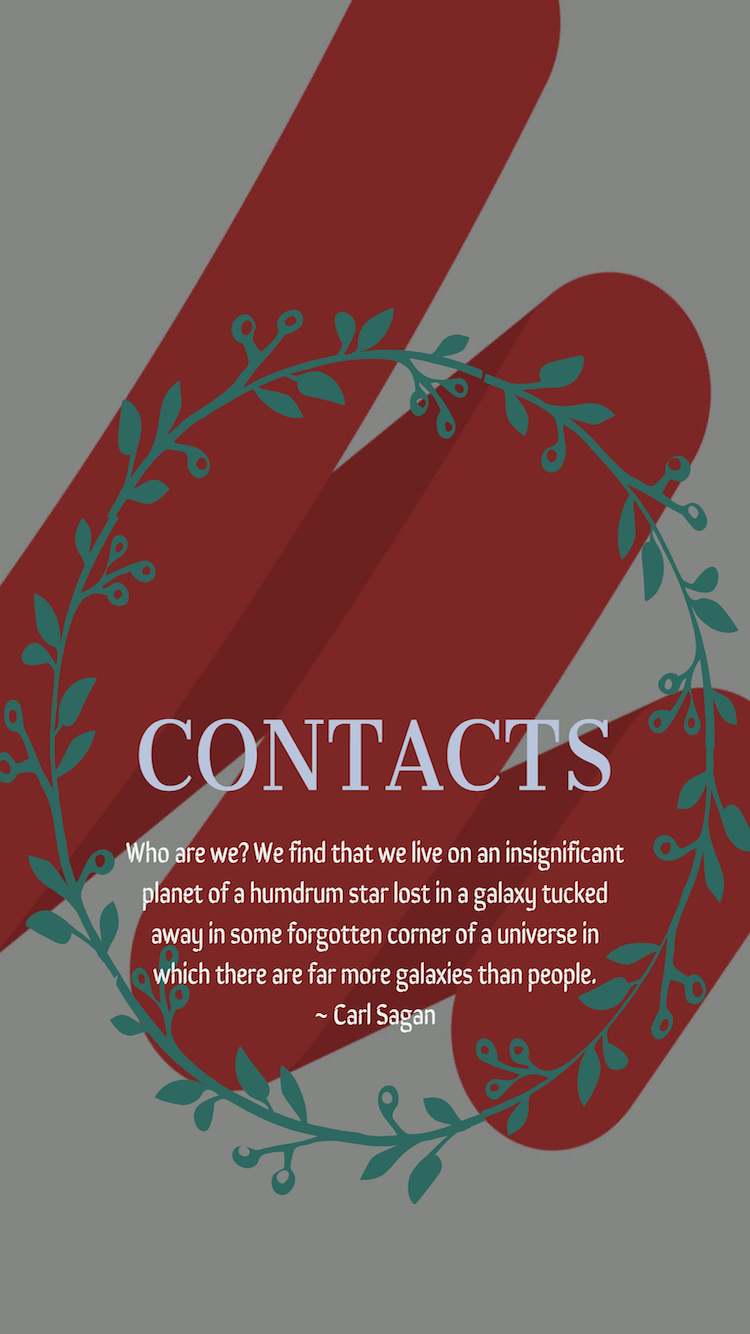 CONTACTS
Who are we? We find that we live on an insignificant
planet of a humdrum star lost in a galaxy tucked
away in some forgotten corner of a universe in
which there are far more galaxies than people.
~ Carl Sagan